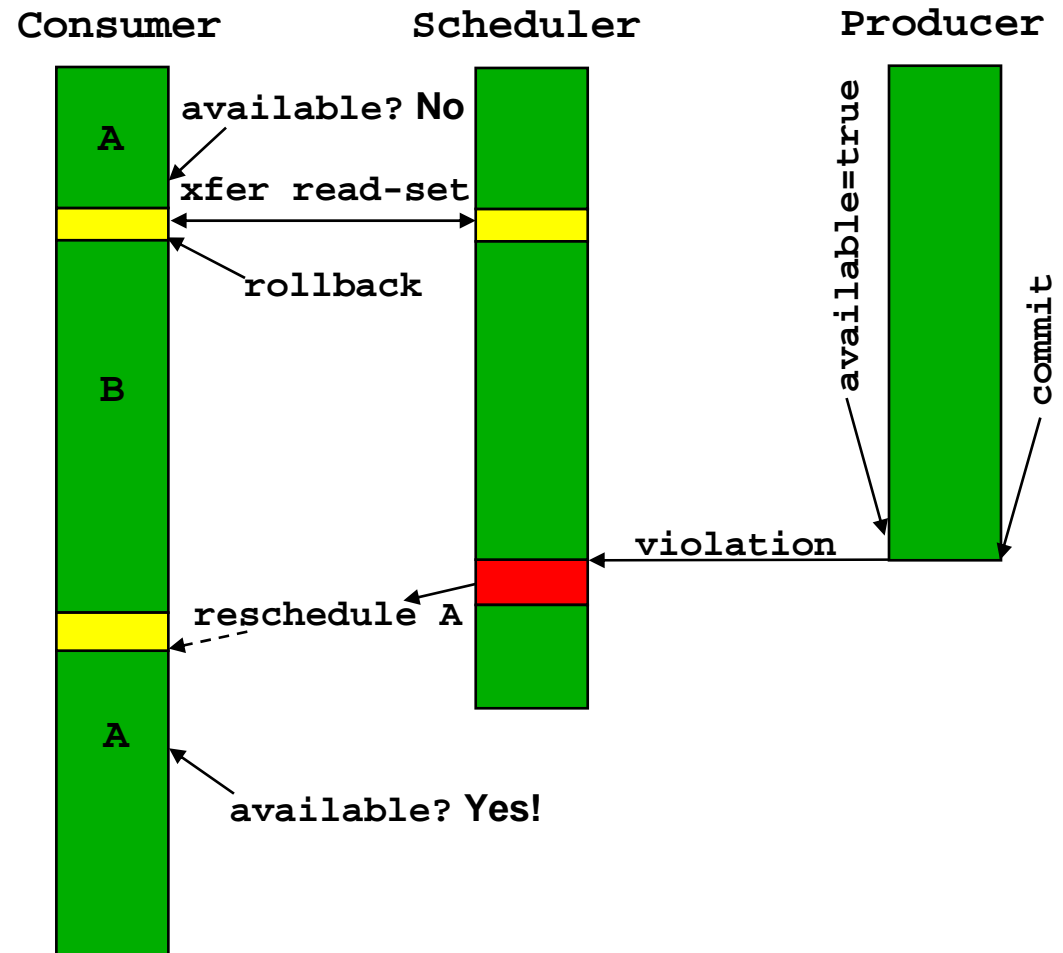 Consumer
Scheduler
Producer
available? No
A
available=true
xfer read-set
rollback
commit
B
violation
reschedule A
A
available? Yes!